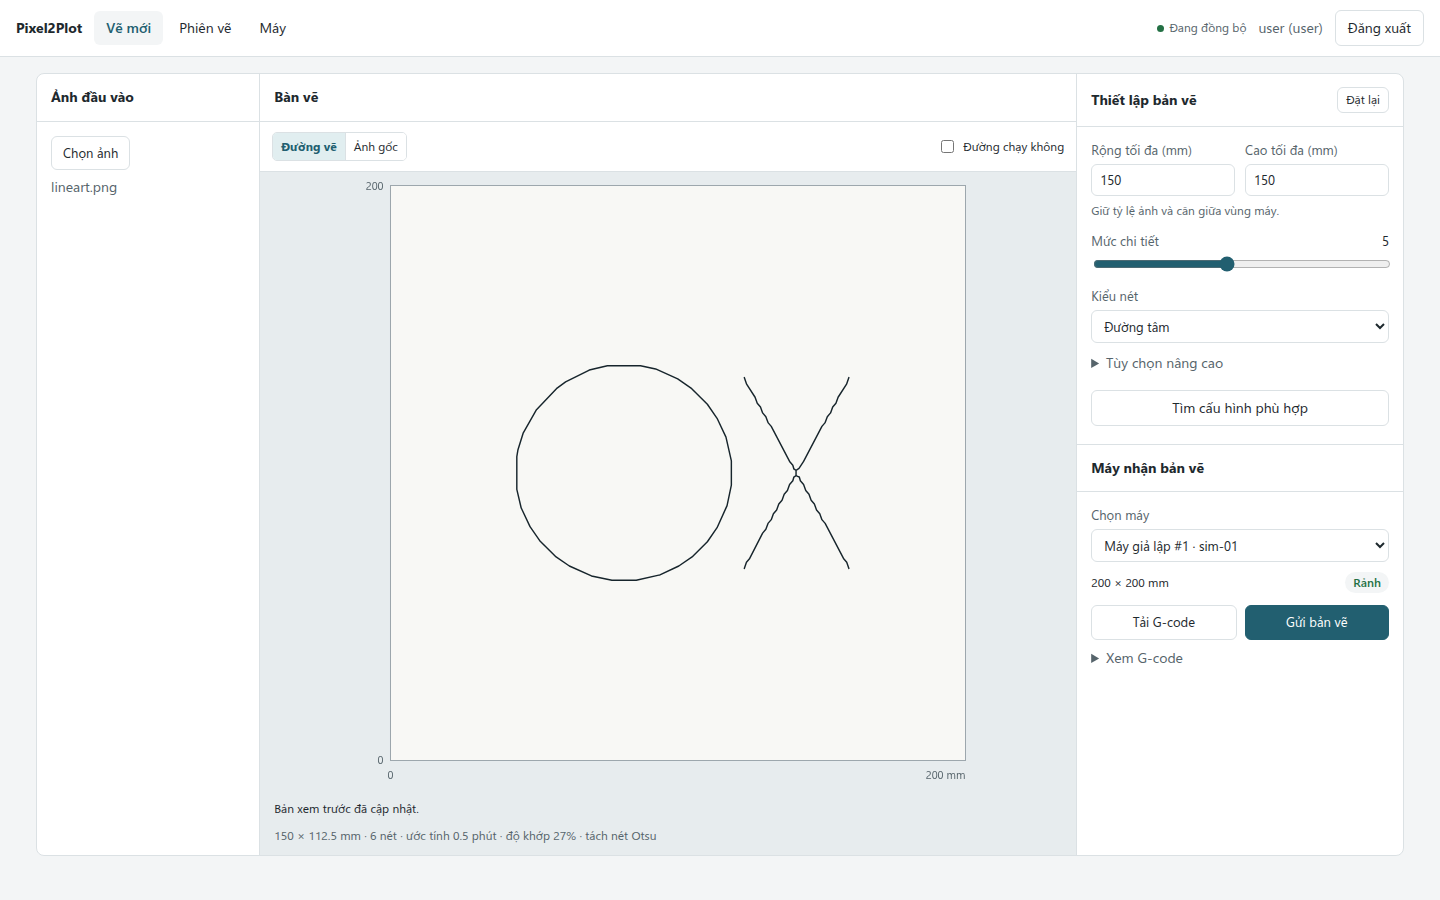 Pixel2Plot
Vẽ mới
Phiên vẽ
Máy
Đang đồng bộ
user (user)
Đăng xuất
Ảnh đầu vào
Chọn ảnh
lineart.png
Bàn vẽ
Đường vẽ
Ảnh gốc
Đường chạy không
200
0
0
200 mm
Bản xem trước đã cập nhật.
150 × 112.5 mm · 6 nét · ước tính 0.5 phút · độ khớp 27% · tách nét Otsu
Thiết lập bản vẽ
Đặt lại
Rộng tối đa (mm)
Cao tối đa (mm)
150
150
Giữ tỷ lệ ảnh và căn giữa vùng máy.
Mức chi tiết
5
Kiểu nét
Đường tâm
Tùy chọn nâng cao
Tìm cấu hình phù hợp
Máy nhận bản vẽ
Chọn máy
Máy giả lập #1 · sim-01
200 × 200 mm
Rảnh
Tải G-code
Gửi bản vẽ
Xem G-code